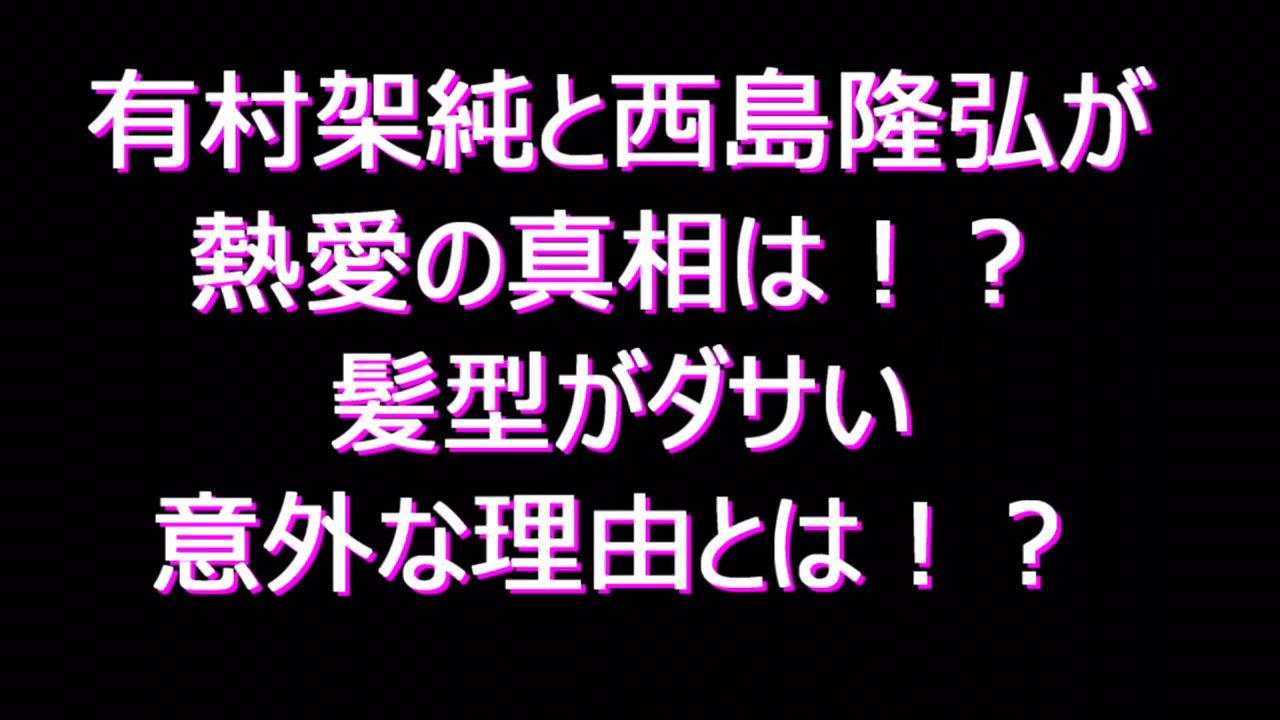 有村架純と西島隆弘が
熱愛の真相は！？
髪型がダサい
意外な理由とは！？